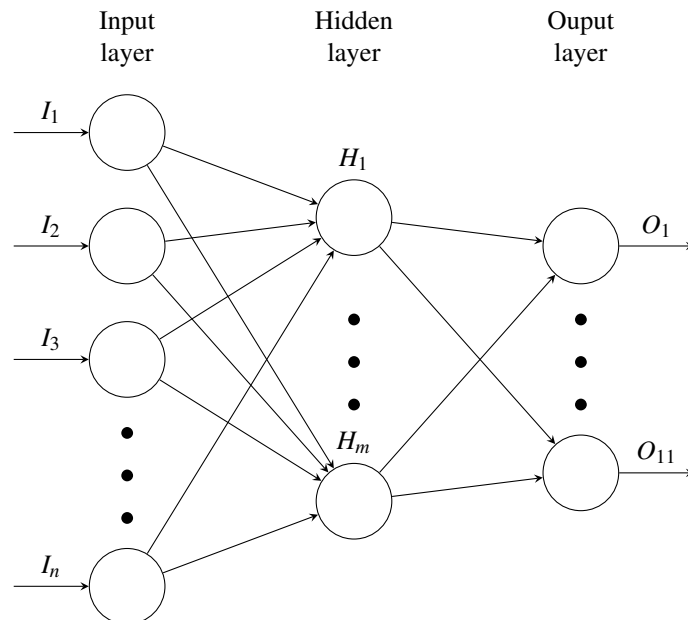 Input layer
Hidden layer
Ouput layer
I₁
H₁
I₂
O₁
I₃
Hₘ
O₁₁
Iₙ